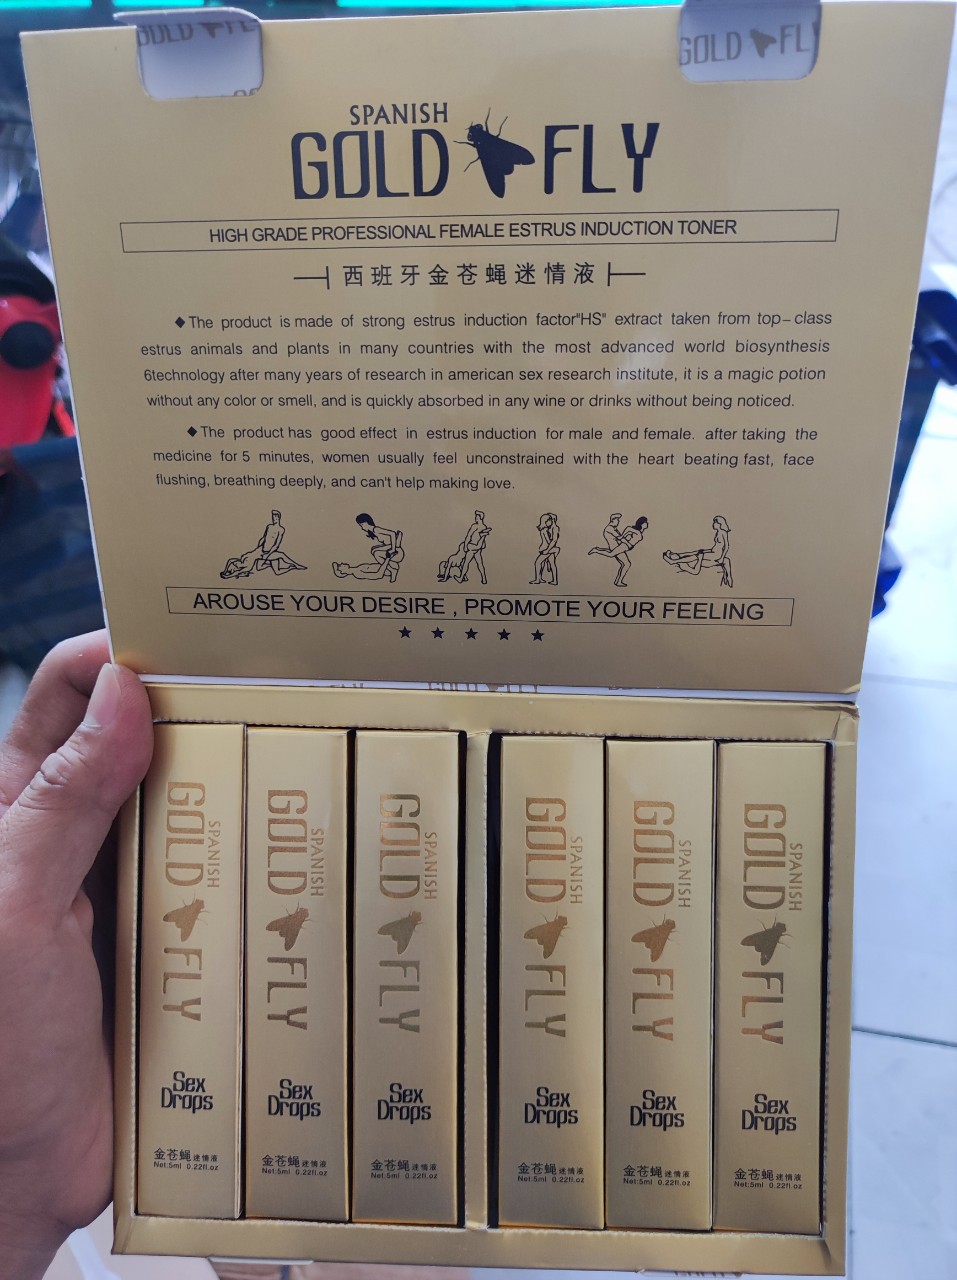 SPANISH
GOLD FLY
HIGH GRADE PROFESSIONAL FEMALE ESTRUS INDUCTION TONER
西班牙金苍蝇迷情液
◆The product is made of strong estrus induction factor"HS" extract taken from top-class
estrus animals and plants in many countries with the most advanced world biosynthesis
6technology after many years of research in american sex research institute, it is a magic potion
without any color or smell, and is quickly absorbed in any wine or drinks without being noticed.
◆The product has good effect in estrus induction for male and female. after taking the
medicine for 5 minutes, women usually feel unconstrained with the heart beating fast, face
flushing, breathing deeply, and can't help making love.
AROUSE YOUR DESIRE , PROMOTE YOUR FEELING
★ ★ ★ ★ ★
SPANISH
GOLD FLY
Sex
Drops
金苍蝇迷情液
Net:5ml 0.22fl.oz
SPANISH
GOLD FLY
Sex
Drops
金苍蝇迷情液
Net:5ml 0.22fl.oz
SPANISH
GOLD FLY
Sex
Drops
金苍蝇迷情液
Net:5ml 0.22fl.oz
SPANISH
GOLD FLY
Sex
Drops
金苍蝇迷情液
Net:5ml 0.22fl.oz
SPANISH
GOLD FLY
Sex
Drops
金苍蝇迷情液
Net:5ml 0.22fl.oz
SPANISH
GOLD FLY
Sex
Drops
金苍蝇迷情液
Net:5ml 0.22fl.oz